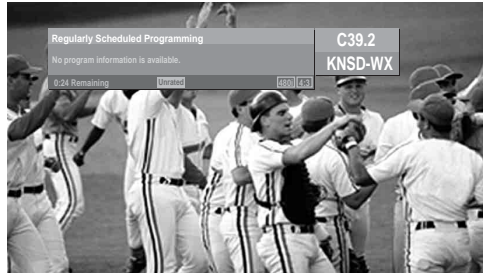 Regularly Scheduled Programming
C39.2
No program information is available.
KNSD-WX
0:24 Remaining Unrated 480i 4:3